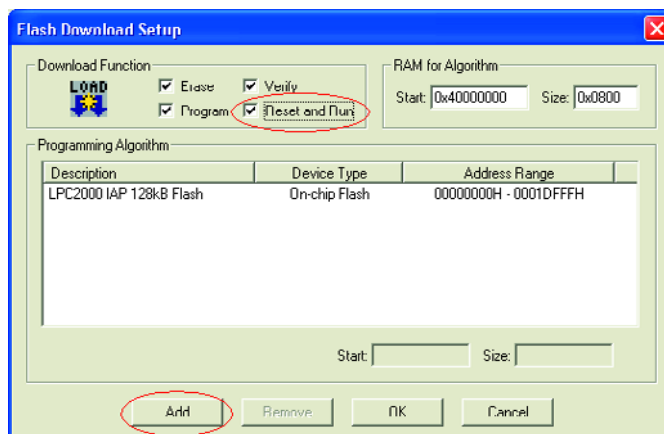 Flash Download Setup
Download Function
LOAD
Erase
Verify
Program
Reset and Run
RAM for Algorithm
Start: 0x40000000
Size: 0x0800
Programming Algorithm
Description
Device Type
Address Range
LPC2000 IAP 128kB Flash
On-chip Flash
00000000H - 0001DFFFH
Start:
Size:
Add
Remove
OK
Cancel